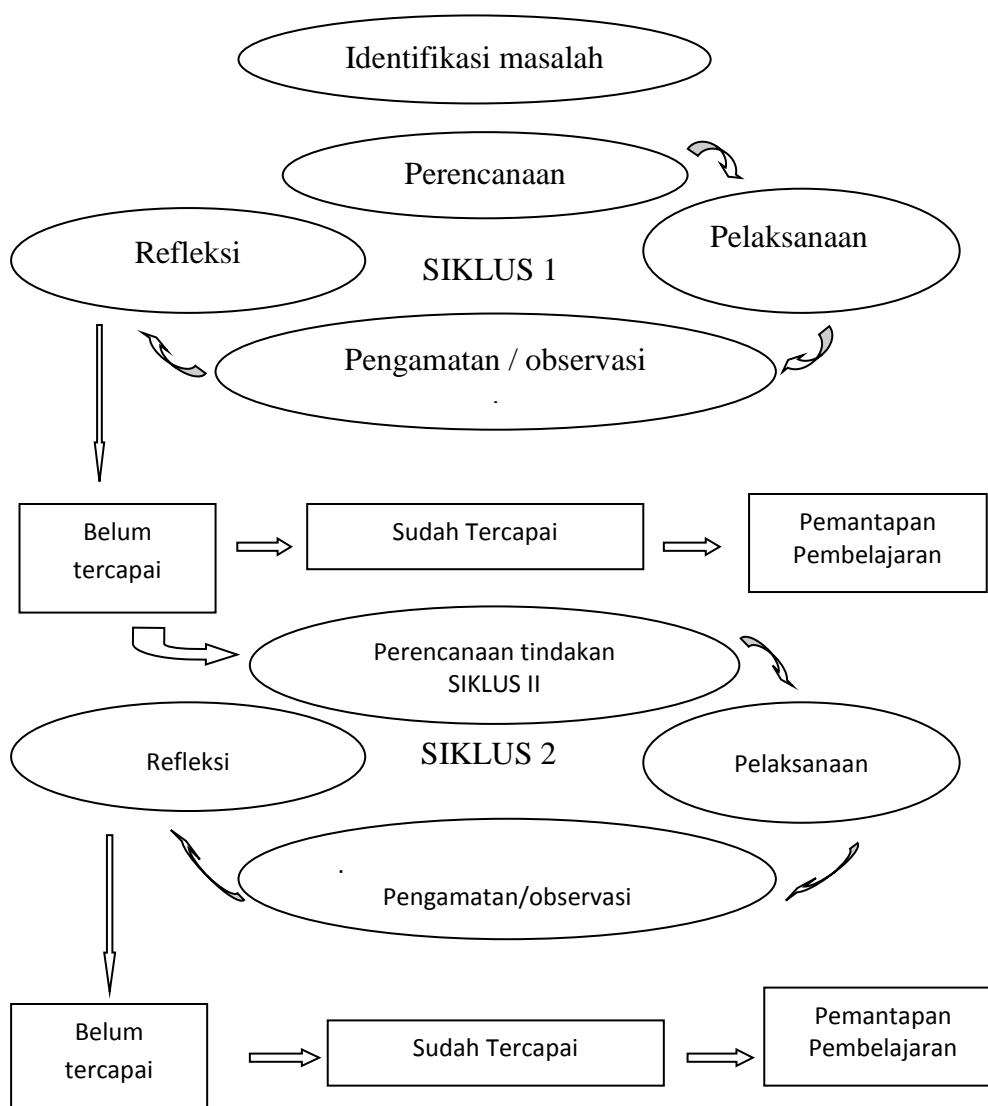 Identifikasi masalah
Perencanaan
Pelaksanaan
Refleksi
SIKLUS 1
Pengamatan / observasi
.
Belum
tercapai
Sudah Tercapai
Pemantapan
Pembelajaran
Perencanaan tindakan
SIKLUS II
Refleksi
SIKLUS 2
Pelaksanaan
.
Pengamatan/observasi
Belum
tercapai
Sudah Tercapai
Pemantapan
Pembelajaran